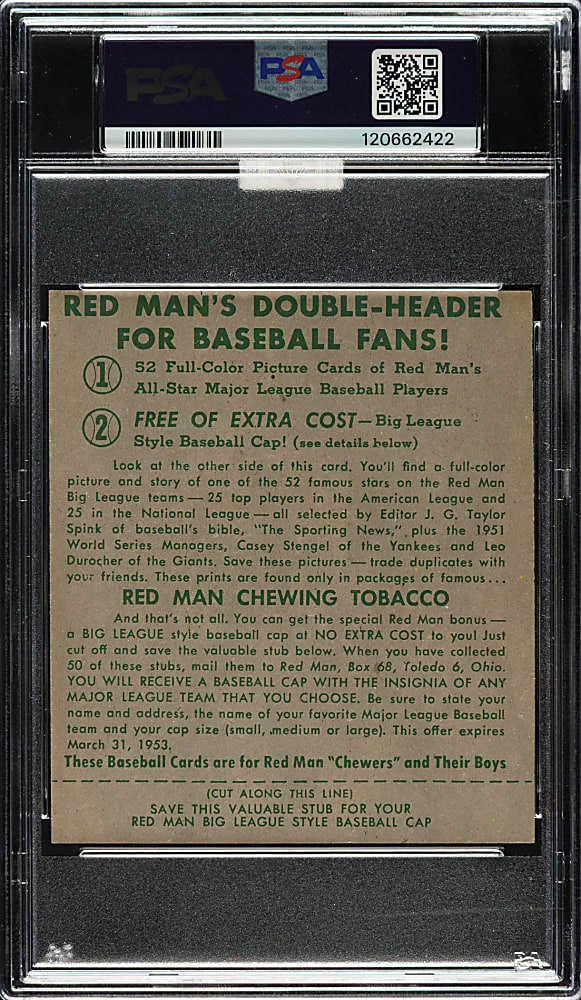 PSA PSA
120662422
RED MAN'S DOUBLE-HEADER
FOR BASEBALL FANS!
1 52 Full-Color Picture Cards of Red Man's
All-Star Major League Baseball Players
2 FREE OF EXTRA COST—Big League
Style Baseball Cap! (see details below)
Look at the other side of this card. You'll find a full-color
picture and story of one of the 52 famous stars on the Red Man
Big League teams — 25 top players in the American League and
25 in the National League — all selected by Editor J. G. Taylor
Spink of baseball's bible, "The Sporting News," plus the 1951
World Series Managers, Casey Stengel of the Yankees and Leo
Durocher of the Giants. Save these pictures — trade duplicates with
your friends. These prints are found only in packages of famous...
RED MAN CHEWING TOBACCO
And that's not all. You can get the special Red Man bonus —
a BIG LEAGUE style baseball cap at NO EXTRA COST to you! Just
cut off and save the valuable stub below. When you have collected
50 of these stubs, mail them to Red Man, Box 68, Toledo 6, Ohio.
YOU WILL RECEIVE A BASEBALL CAP WITH THE INSIGNIA OF ANY
MAJOR LEAGUE TEAM THAT YOU CHOOSE. Be sure to state your
name and address, the name of your favorite Major League Baseball
team and your cap size (small, medium or large). This offer expires
March 31, 1953.
These Baseball Cards are for Red Man "Chewers" and Their Boys
(CUT ALONG THIS LINE)
SAVE THIS VALUABLE STUB FOR YOUR
RED MAN BIG LEAGUE STYLE BASEBALL CAP